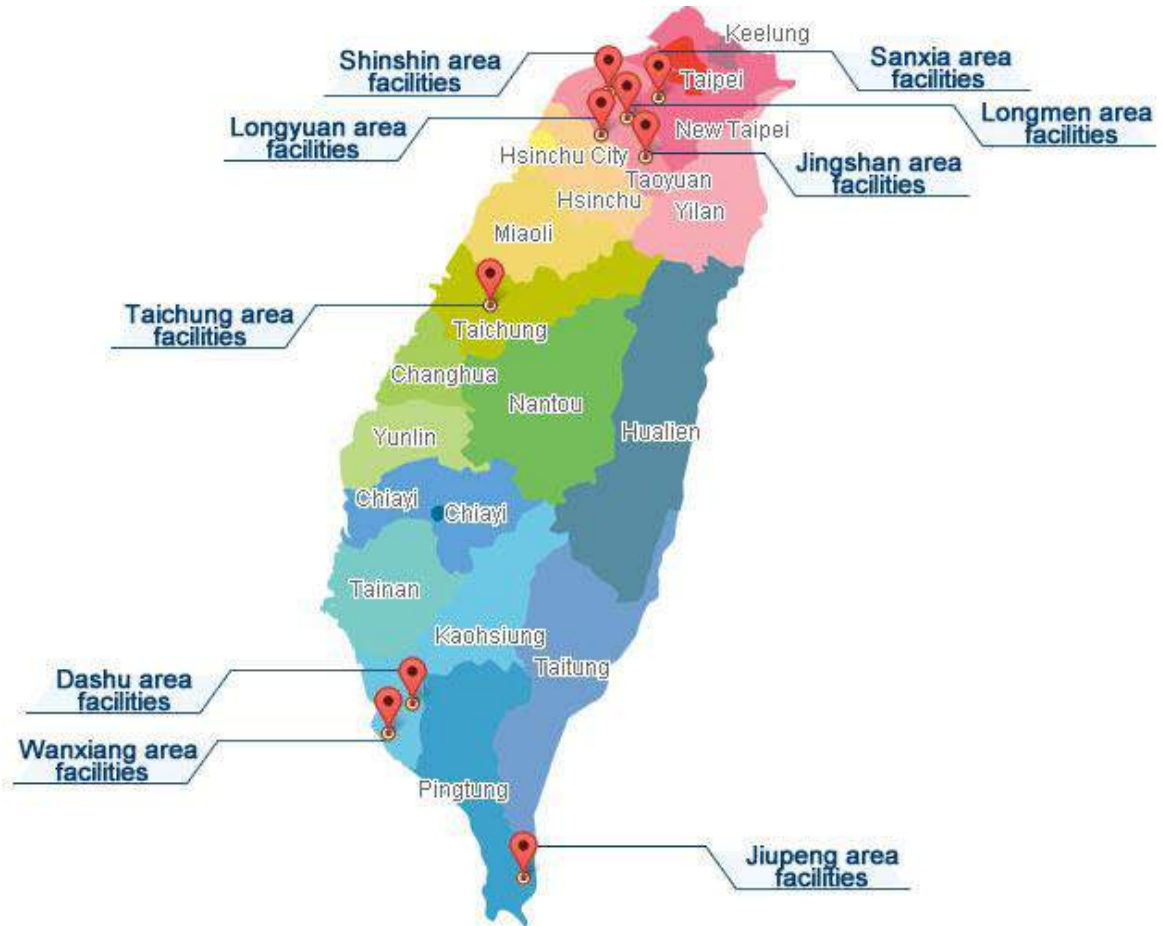 Keelung
Shinshin area
facilities
Sanxia area
facilities
Taipei
Longyuan area
facilities
Longmen area
facilities
New Taipei
Hsinchu City
Jingshan area
facilities
Taoyuan
Hsinchu
Yilan
Miaoli
Taichung area
facilities
Taichung
Changhua
Nantou
Yunlin
Hualien
Chiayi
Chiayi
Tainan
Kaohsiung
Taitung
Dashu area
facilities
Wanxiang area
facilities
Pingtung
Jiupeng area
facilities